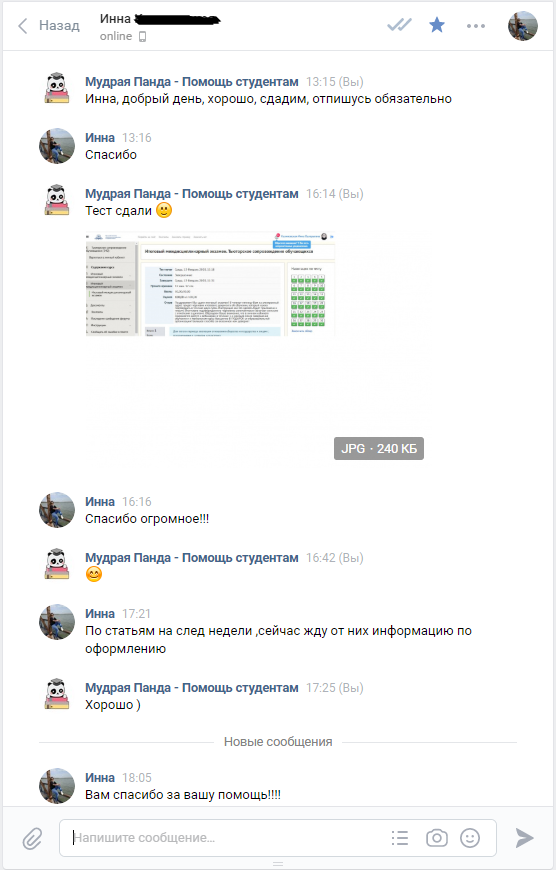 Назад
Инна
online
Мудрая Панда - Помощь студентам 13:15 (Вы)
Инна, добрый день, хорошо, сдадим, отпишусь обязательно
Инна 13:16
Спасибо
Мудрая Панда - Помощь студентам 16:14 (Вы)
Тест сдали 🙂
Итоговый междисциплинарный экзамен. Тьюторское сопровождение обучающихся
JPG · 240 КБ
Инна 16:16
Спасибо огромное!!!
Мудрая Панда - Помощь студентам 16:42 (Вы)
😊
Инна 17:21
По статьям на след недели ,сейчас жду от них информацию по
оформлению
Мудрая Панда - Помощь студентам 17:25 (Вы)
Хорошо )
Новые сообщения
Инна 18:05
Вам спасибо за вашу помощь!!!!
Напишите сообщение...